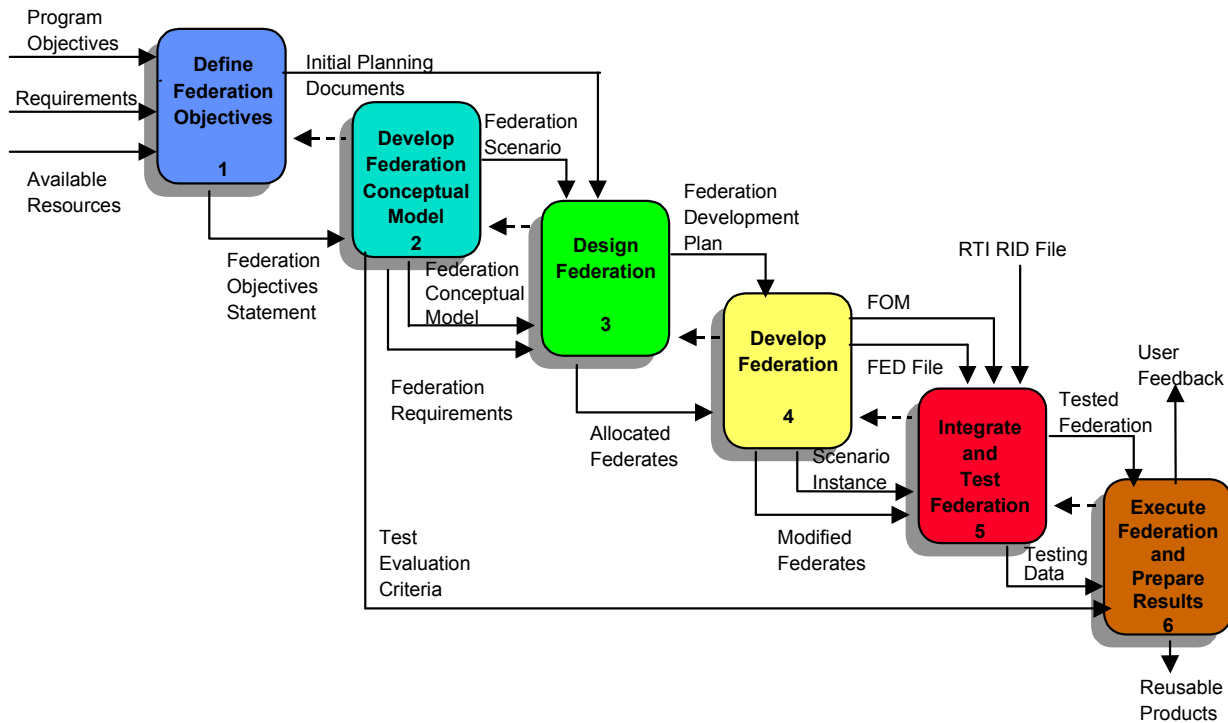 Program
Objectives
Requirements
Available
Resources
Define
Federation
Objectives
1
Initial Planning
Documents
Federation
Objectives
Statement
Develop
Federation
Conceptual
Model
2
Federation
Scenario
Federation
Conceptual
Model
Federation
Requirements
Test
Evaluation
Criteria
Design
Federation
3
Federation
Development
Plan
Allocated
Federates
Develop
Federation
4
FOM
FED File
RTI RID File
Scenario
Instance
Modified
Federates
Integrate
and
Test
Federation
5
Tested
Federation
Testing
Data
User
Feedback
Execute
Federation
and
Prepare
Results
6
Reusable
Products